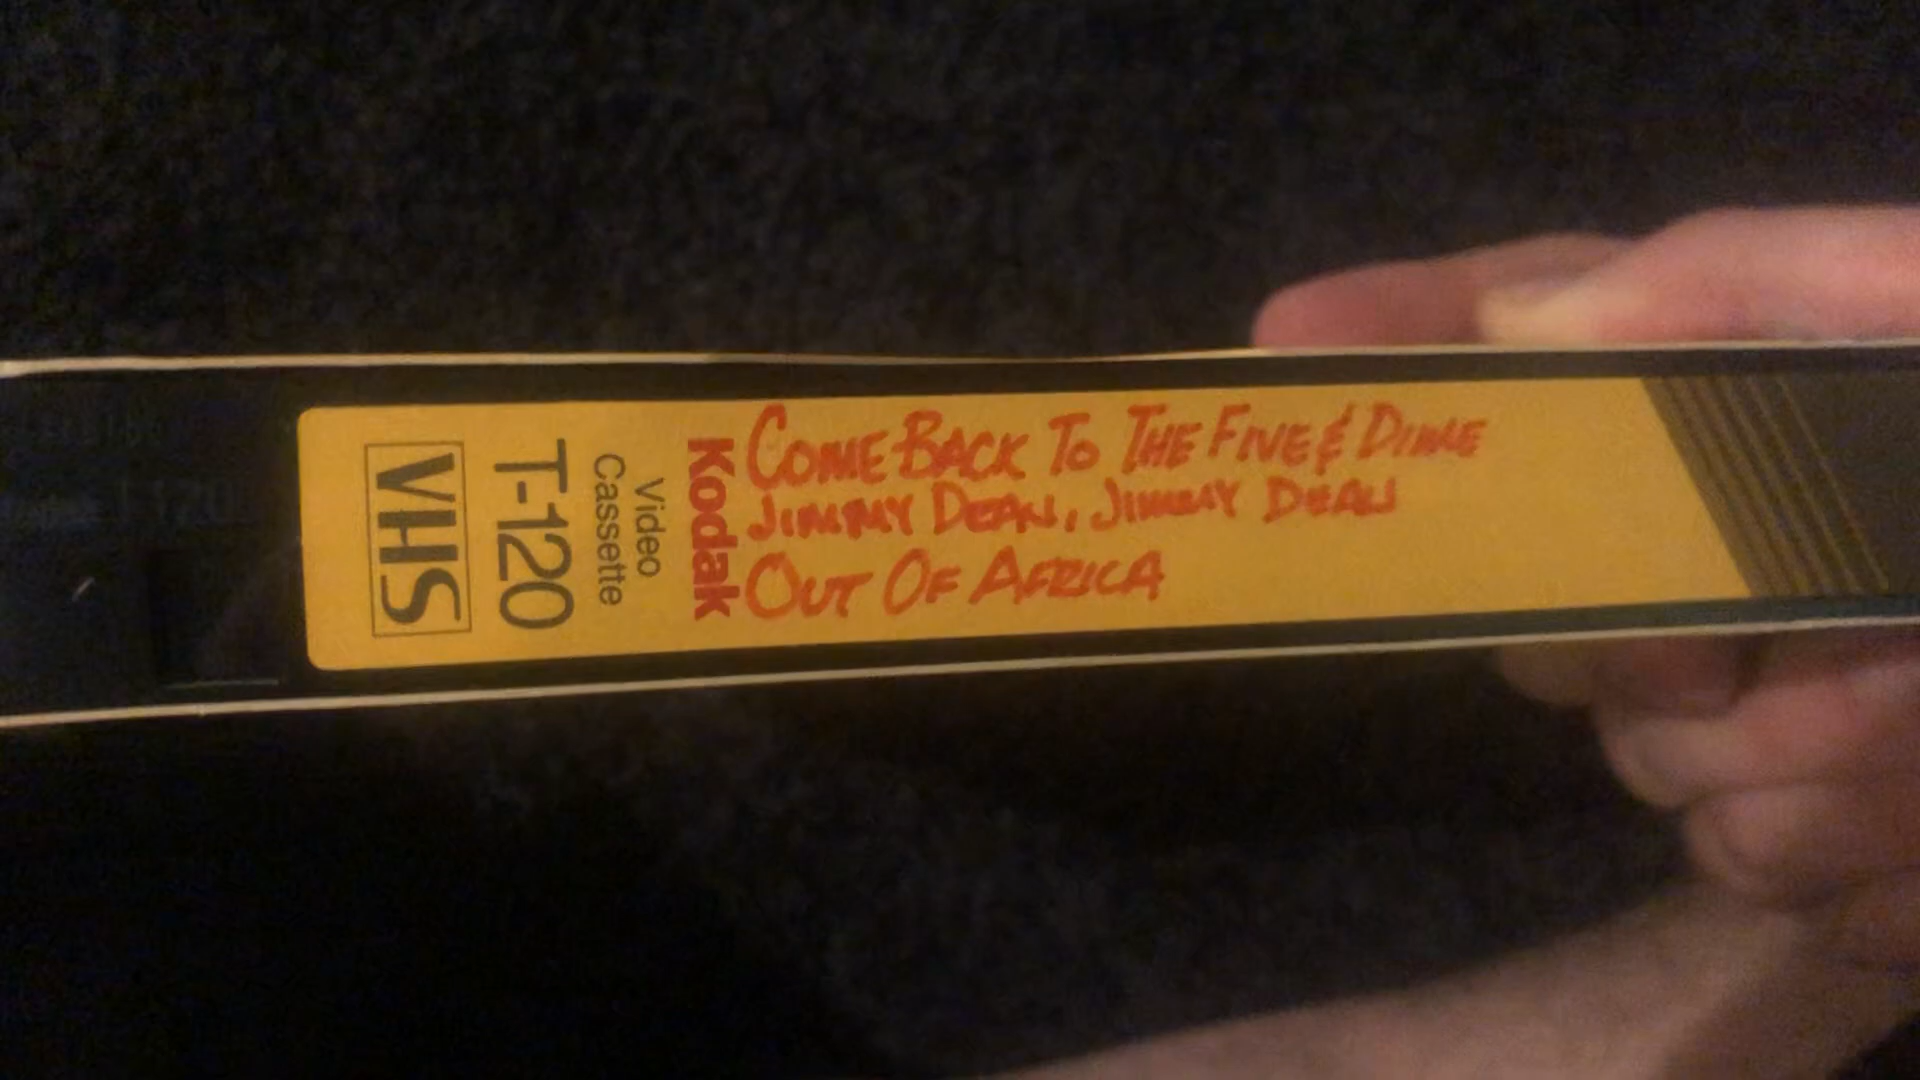 VHS
T-120
Video
Cassette
Kodak
COME BACK TO THE FIVE & DIME
JIMMY DEAN, JIMMY DEAN
OUT OF AFRICA